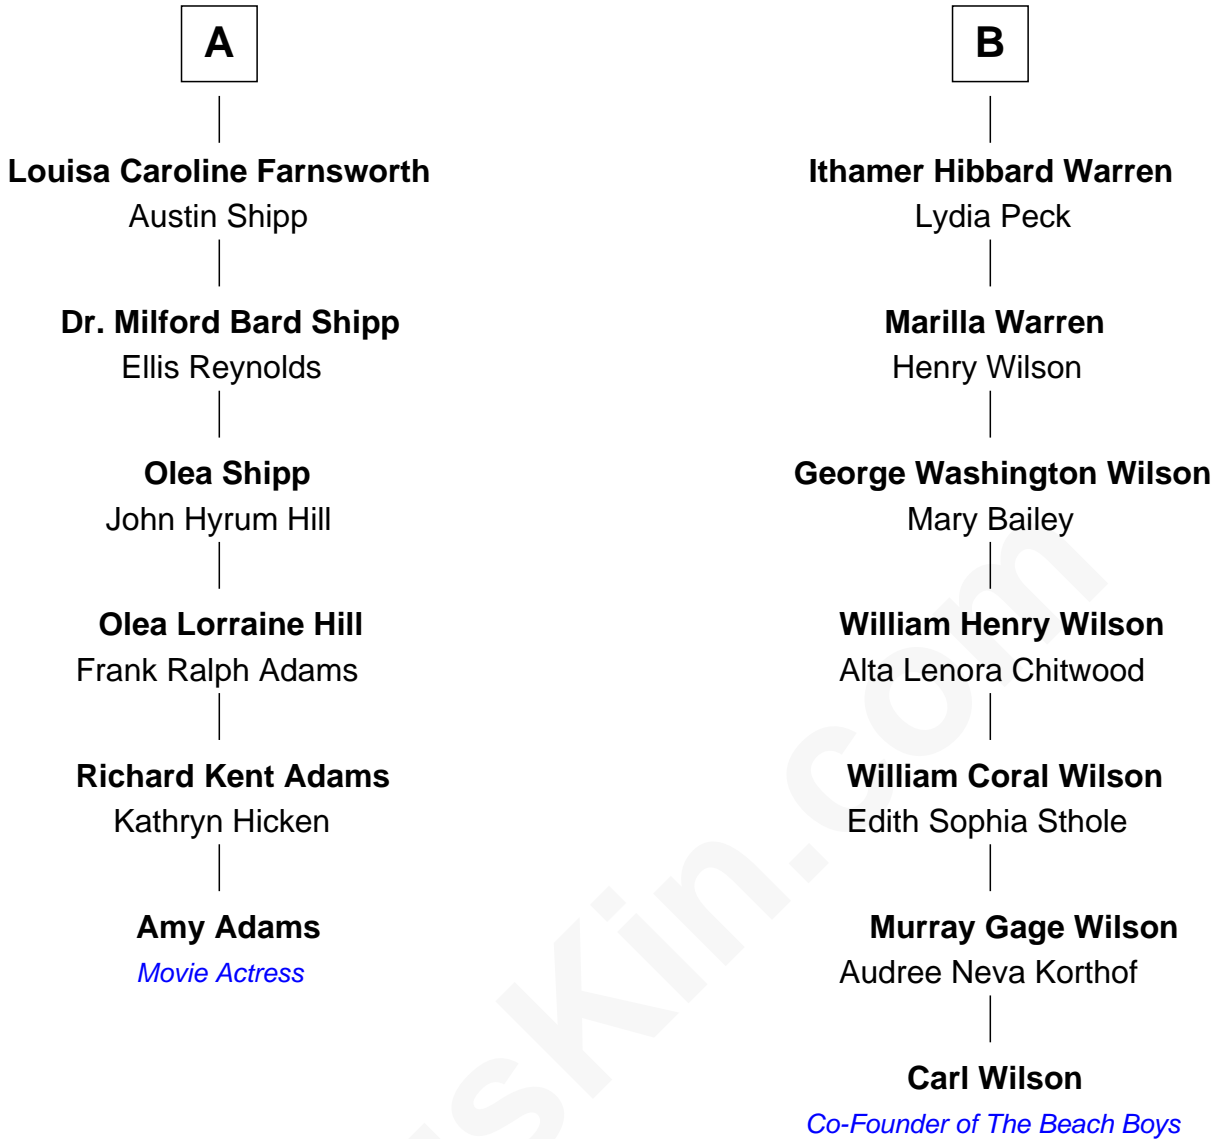 A
Louisa Caroline Farnsworth
Austin Shipp
Dr. Milford Bard Shipp
Ellis Reynolds
Olea Shipp
John Hyrum Hill
Olea Lorraine Hill
Frank Ralph Adams
Richard Kent Adams
Kathryn Hicken
Amy Adams
Movie Actress
B
Ithamer Hibbard Warren
Lydia Peck
Marilla Warren
Henry Wilson
George Washington Wilson
Mary Bailey
William Henry Wilson
Alta Lenora Chitwood
William Coral Wilson
Edith Sophia Sthole
Murray Gage Wilson
Audree Neva Korthof
Carl Wilson
Co-Founder of The Beach Boys
sKin.com